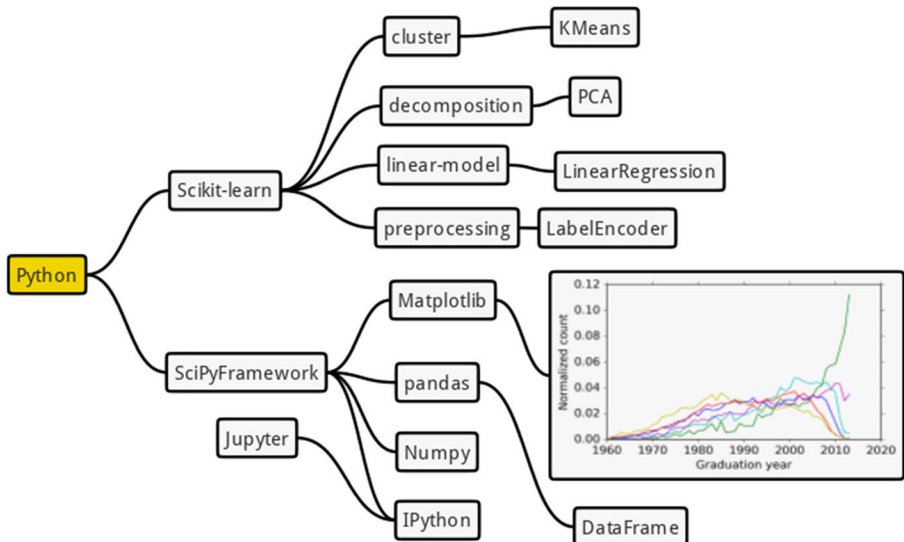 Python
Scikit-learn
cluster
KMeans
decomposition
PCA
linear-model
LinearRegression
preprocessing
LabelEncoder
SciPyFramework
Matplotlib
Normalized count
0.12
0.10
0.08
0.06
0.04
0.02
0.00
1960 1970 1980 1990 2000 2010 2020
Graduation year
pandas
DataFrame
Numpy
Jupyter
IPython